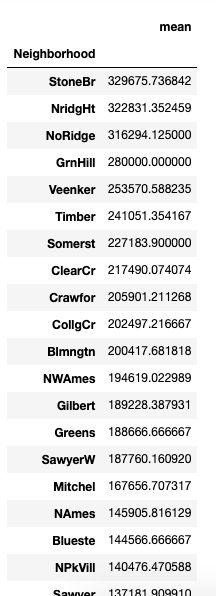 mean
Neighborhood
StoneBr 329675.736842
NridgHt 322831.352459
NoRidge 316294.125000
GrnHill 280000.000000
Veenker 253570.588235
Timber 241051.354167
Somerst 227183.900000
ClearCr 217490.074074
Crawfor 205901.211268
CollgCr 202497.216667
Blmngtn 200417.681818
NWAmes 194619.022989
Gilbert 189228.387931
Greens 188666.666667
SawyerW 187760.160920
Mitchel 167656.707317
NAmes 145905.816129
Blueste 144566.666667
NPkVill 140476.470588
Sawyer 137181.909910